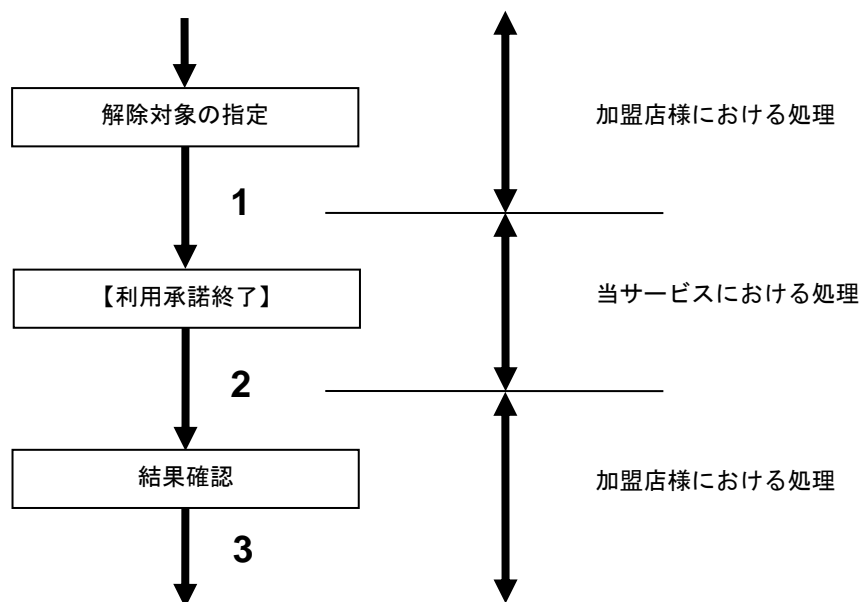 解除対象の指定
加盟店様における処理
1
【利用承諾終了】
当サービスにおける処理
2
結果確認
加盟店様における処理
3